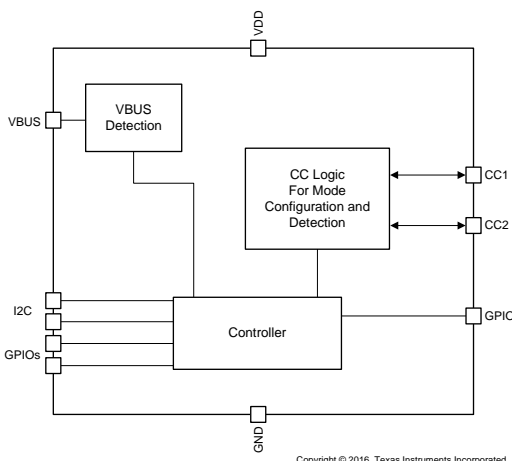 VDD
VBUS
VBUS
Detection
CC Logic
For Mode
Configuration and
Detection
CC1
CC2
I2C
GPIOs
Controller
GPIO
GND
Copyright © 2016, Texas Instruments Incorporated